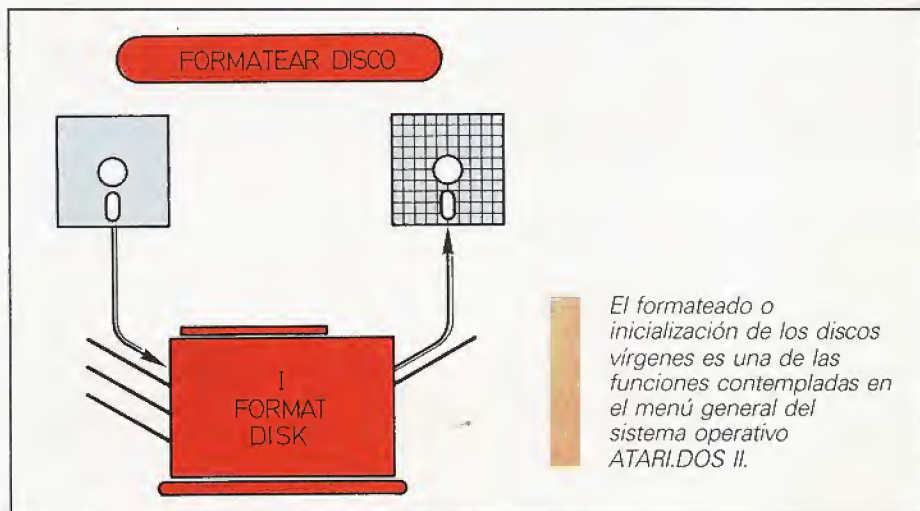 FORMATEAR DISCO
I
FORMAT
DISK
El formateado o
inicialización de los discos
vírgenes es una de las
funciones contempladas en
el menú general del
sistema operativo
ATARI.DOS II.